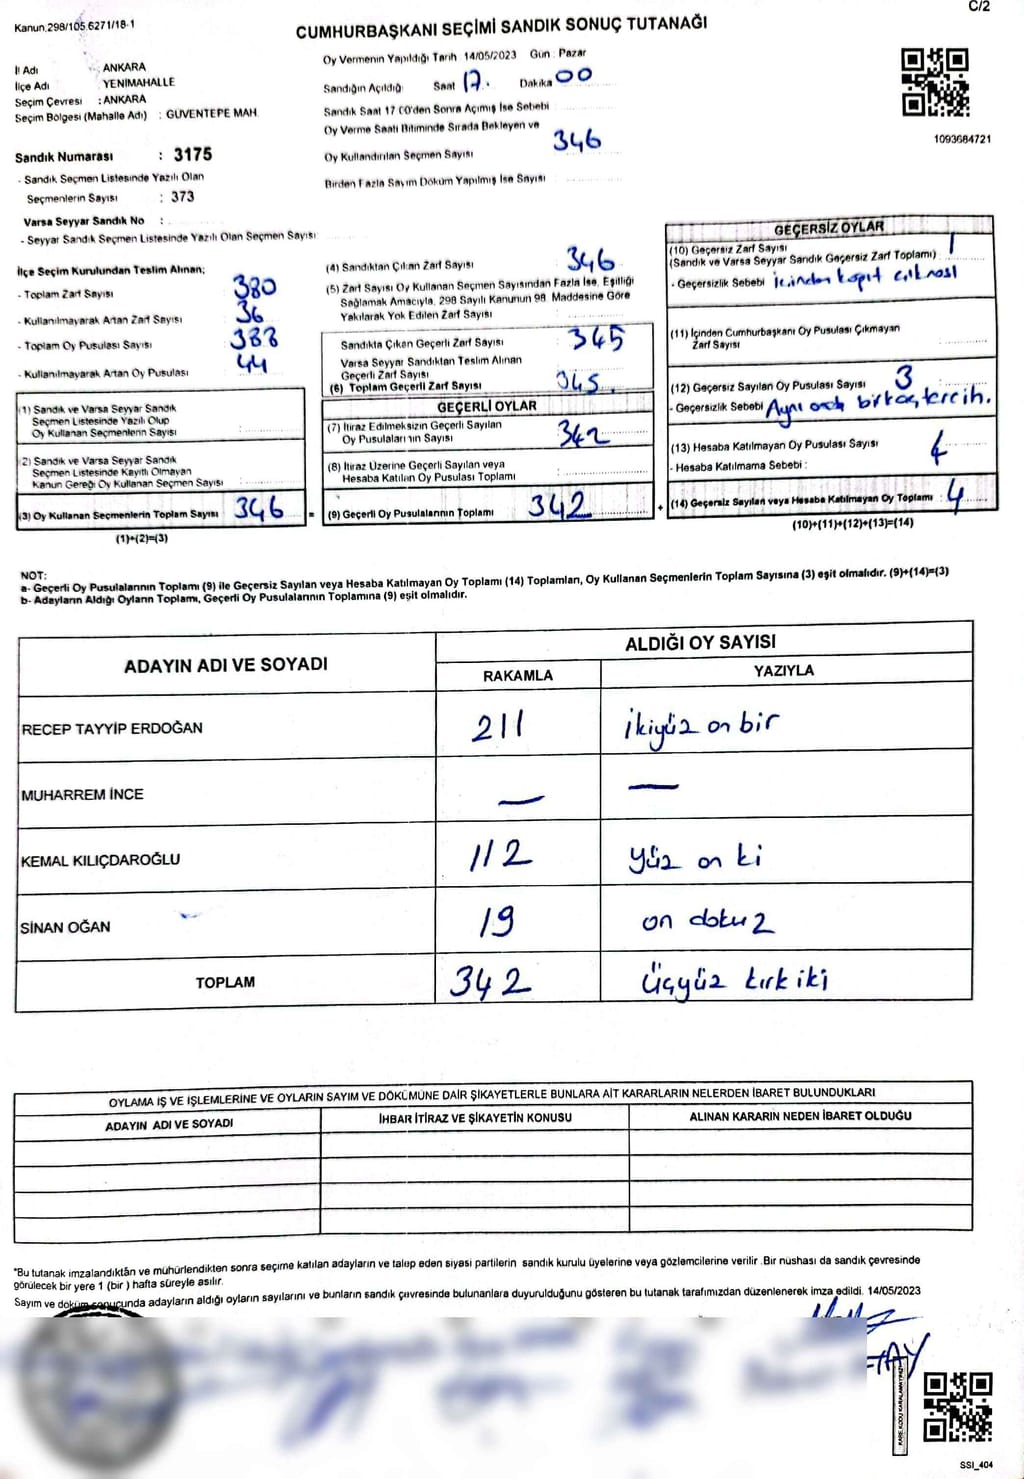 C/2
Kanun,298/105,6271/18-1
CUMHURBAŞKANI SEÇİMİ SANDIK SONUÇ TUTANAĞI
İl Adı : ANKARA
İlçe Adı : YENİMAHALLE
Seçim Çevresi : ANKARA
Seçim Bölgesi (Mahalle Adı) : GÜVENTEPE MAH.
Sandık Numarası : 3175
- Sandık Seçmen Listesinde Yazılı Olan
Seçmenlerin Sayısı : 373
Varsa Seyyar Sandık No :
- Seyyar Sandık Seçmen Listesinde Yazılı Olan Seçmen Sayısı:
Oy Vermenin Yapıldığı Tarih 14/05/2023 Gün : Pazar
Sandığın Açıldığı: Saat 17. Dakika 00
Sandık Saat 17.00'den Sonra Açılmış İse Sebebi
Oy Verme Saati Bitiminde Sırada Bekleyen ve
Oy Kullandırılan Seçmen Sayısı 346
Birden Fazla Sayım Döküm Yapılmış İse Sayısı
1093684721
İlçe Seçim Kurulundan Teslim Alınan;
- Toplam Zarf Sayısı 380
- Kullanılmayarak Artan Zarf Sayısı 36
- Toplam Oy Pusulası Sayısı 388
- Kullanılmayarak Artan Oy Pusulası 44
(1) Sandık ve Varsa Seyyar Sandık
Seçmen Listesinde Yazılı Olup
Oy Kullanan Seçmenlerin Sayısı
(2) Sandık ve Varsa Seyyar Sandık
Seçmen Listesinde Kayıtlı Olmayan
Kanun Gereği Oy Kullanan Seçmen Sayısı
(3) Oy Kullanan Seçmenlerin Toplam Sayısı 346
(1)+(2)=(3)
(4) Sandıktan Çıkan Zarf Sayısı 346
(5) Zarf Sayısı Oy Kullanan Seçmen Sayısından Fazla İse, Eşitliği
Sağlamak Amacıyla, 298 Sayılı Kanunun 98. Maddesine Göre
Yakılarak Yok Edilen Zarf Sayısı
Sandıkta Çıkan Geçerli Zarf Sayısı 345
Varsa Seyyar Sandıktan Teslim Alınan
Geçerli Zarf Sayısı
(6) Toplam Geçerli Zarf Sayısı 345
GEÇERLİ OYLAR
(7) İtiraz Edilmeksizin Geçerli Sayılan
Oy Pusulalarının Sayısı 342
(8) İtiraz Üzerine Geçerli Sayılan veya
Hesaba Katılan Oy Pusulası Toplamı
= (9) Geçerli Oy Pusulalarının Toplamı 342
GEÇERSİZ OYLAR
(10) Geçersiz Zarf Sayısı 1
(Sandık ve Varsa Seyyar Sandık Geçersiz Zarf Toplamı)
- Geçersizlik Sebebi İçinden kağıt çıkması
(11) İçinden Cumhurbaşkanı Oy Pusulası Çıkmayan
Zarf Sayısı
(12) Geçersiz Sayılan Oy Pusulası Sayısı 3
- Geçersizlik Sebebi Aynı anda birkaç tercih.
(13) Hesaba Katılmayan Oy Pusulası Sayısı
- Hesaba Katılmama Sebebi :
+ (14) Geçersiz Sayılan veya Hesaba Katılmayan Oy Toplamı : 4
(10)+(11)+(12)+(13)=(14)
NOT:
a- Geçerli Oy Pusulalarının Toplamı (9) ile Geçersiz Sayılan veya Hesaba Katılmayan Oy Toplamı (14) Toplamları, Oy Kullanan Seçmenlerin Toplam Sayısına (3) eşit olmalıdır. (9)+(14)=(3)
b- Adayların Aldığı Oyların Toplamı, Geçerli Oy Pusulalarının Toplamına (9) eşit olmalıdır.
ADAYIN ADI VE SOYADI ALDIĞI OY SAYISI
RAKAMLA YAZIYLA
RECEP TAYYİP ERDOĞAN 211 ikiyüz on bir
MUHARREM İNCE — —
KEMAL KILIÇDAROĞLU 112 yüz on ki
SİNAN OĞAN 19 on dokuz
TOPLAM 342 üçyüz kırk iki
OYLAMA İŞ VE İŞLEMLERİNE VE OYLARIN SAYIM VE DÖKÜMÜNE DAİR ŞİKAYETLERLE BUNLARA AİT KARARLARIN NELERDEN İBARET BULUNDUKLARI
ADAYIN ADI VE SOYADI İHBAR İTİRAZ VE ŞİKAYETİN KONUSU ALINAN KARARIN NEDEN İBARET OLDUĞU
*Bu tutanak imzalandıktan ve mühürlendikten sonra seçime katılan adayların ve talep eden siyasi partilerin sandık kurulu üyelerine veya gözlemcilerine verilir. Bir nüshası da sandık çevresinde
görülecek bir yere 1 (bir) hafta süreyle asılır.
Sayım ve döküm sonucunda adayların aldığı oyların sayılarını ve bunların sandık çevresinde bulunanlara duyurulduğunu gösteren bu tutanak tarafımızdan düzenlenerek imza edildi. 14/05/2023
SSI_404